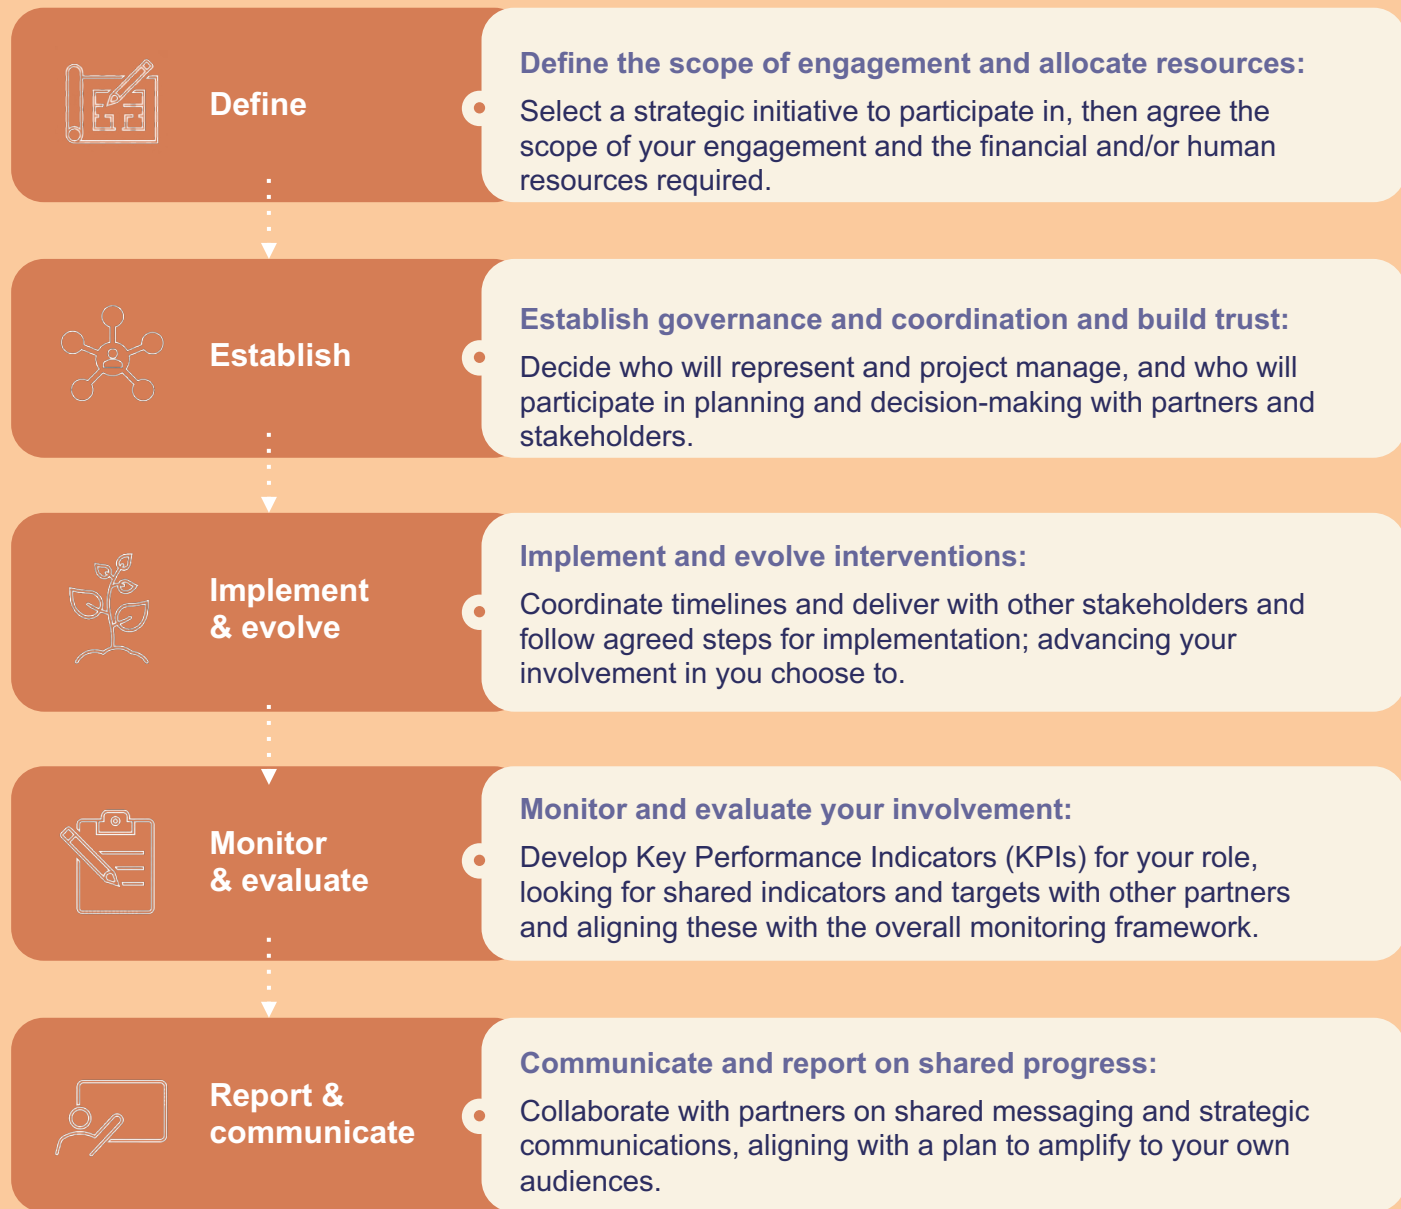 Define
Define the scope of engagement and allocate resources:
Select a strategic initiative to participate in, then agree the
scope of your engagement and the financial and/or human
resources required.
Establish
Establish governance and coordination and build trust:
Decide who will represent and project manage, and who will
participate in planning and decision-making with partners and
stakeholders.
Implement
& evolve
Implement and evolve interventions:
Coordinate timelines and deliver with other stakeholders and
follow agreed steps for implementation; advancing your
involvement in you choose to.
Monitor
& evaluate
Monitor and evaluate your involvement:
Develop Key Performance Indicators (KPIs) for your role,
looking for shared indicators and targets with other partners
and aligning these with the overall monitoring framework.
Report &
communicate
Communicate and report on shared progress:
Collaborate with partners on shared messaging and strategic
communications, aligning with a plan to amplify to your own
audiences.